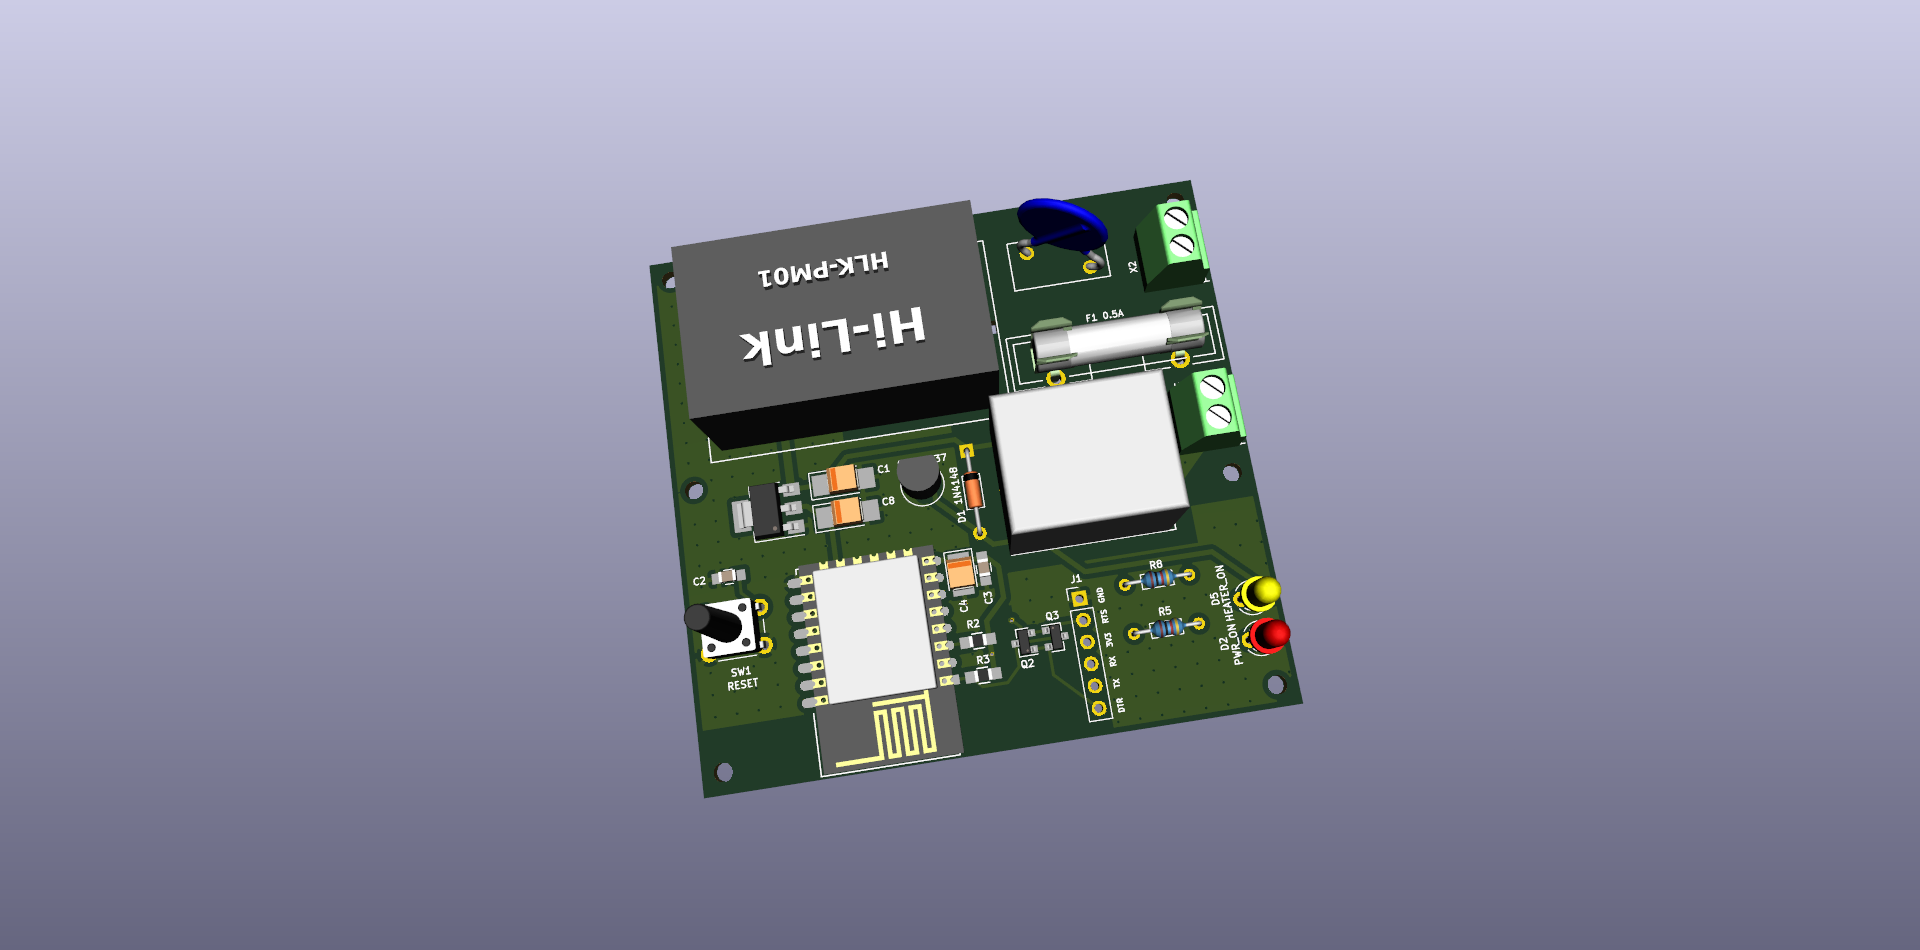 HLK-PM01
Hi-Link
X2
F1 0.5A
37
C1
C8
D1 1N4148
C2
C4
C3
SW1
RESET
R2
R3
Q3
Q2
J1
GND
RTS
3V3
RX
TX
DTR
R8
R5
D5
HEATER_ON
D2
PWR_ON